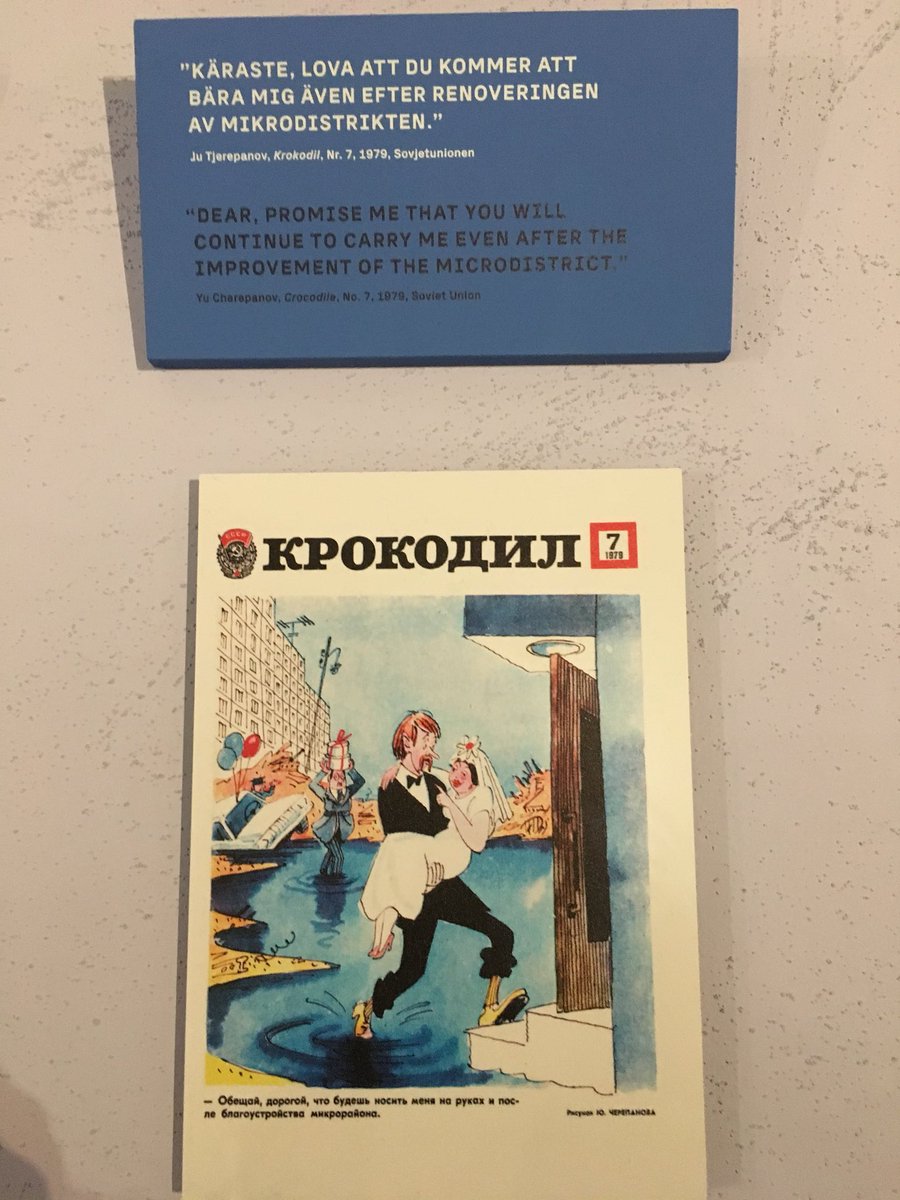 ”KÄRASTE, LOVA ATT DU KOMMER ATT
BÄRA MIG ÄVEN EFTER RENOVERINGEN
AV MIKRODISTRIKTEN.”
Ju Tjerepanov, Krokodil, Nr. 7, 1979, Sovjetunionen
“DEAR, PROMISE ME THAT YOU WILL
CONTINUE TO CARRY ME EVEN AFTER THE
IMPROVEMENT OF THE MICRODISTRICT.”
Yu Cherepanov, Crocodile, No. 7, 1979, Soviet Union
СССР
КРОКОДИЛ
7
1979
— Обещай, дорогой, что будешь носить меня на руках и пос-
ле благоустройства микрорайона.
Рисунок Ю. ЧЕРЕПАНОВА